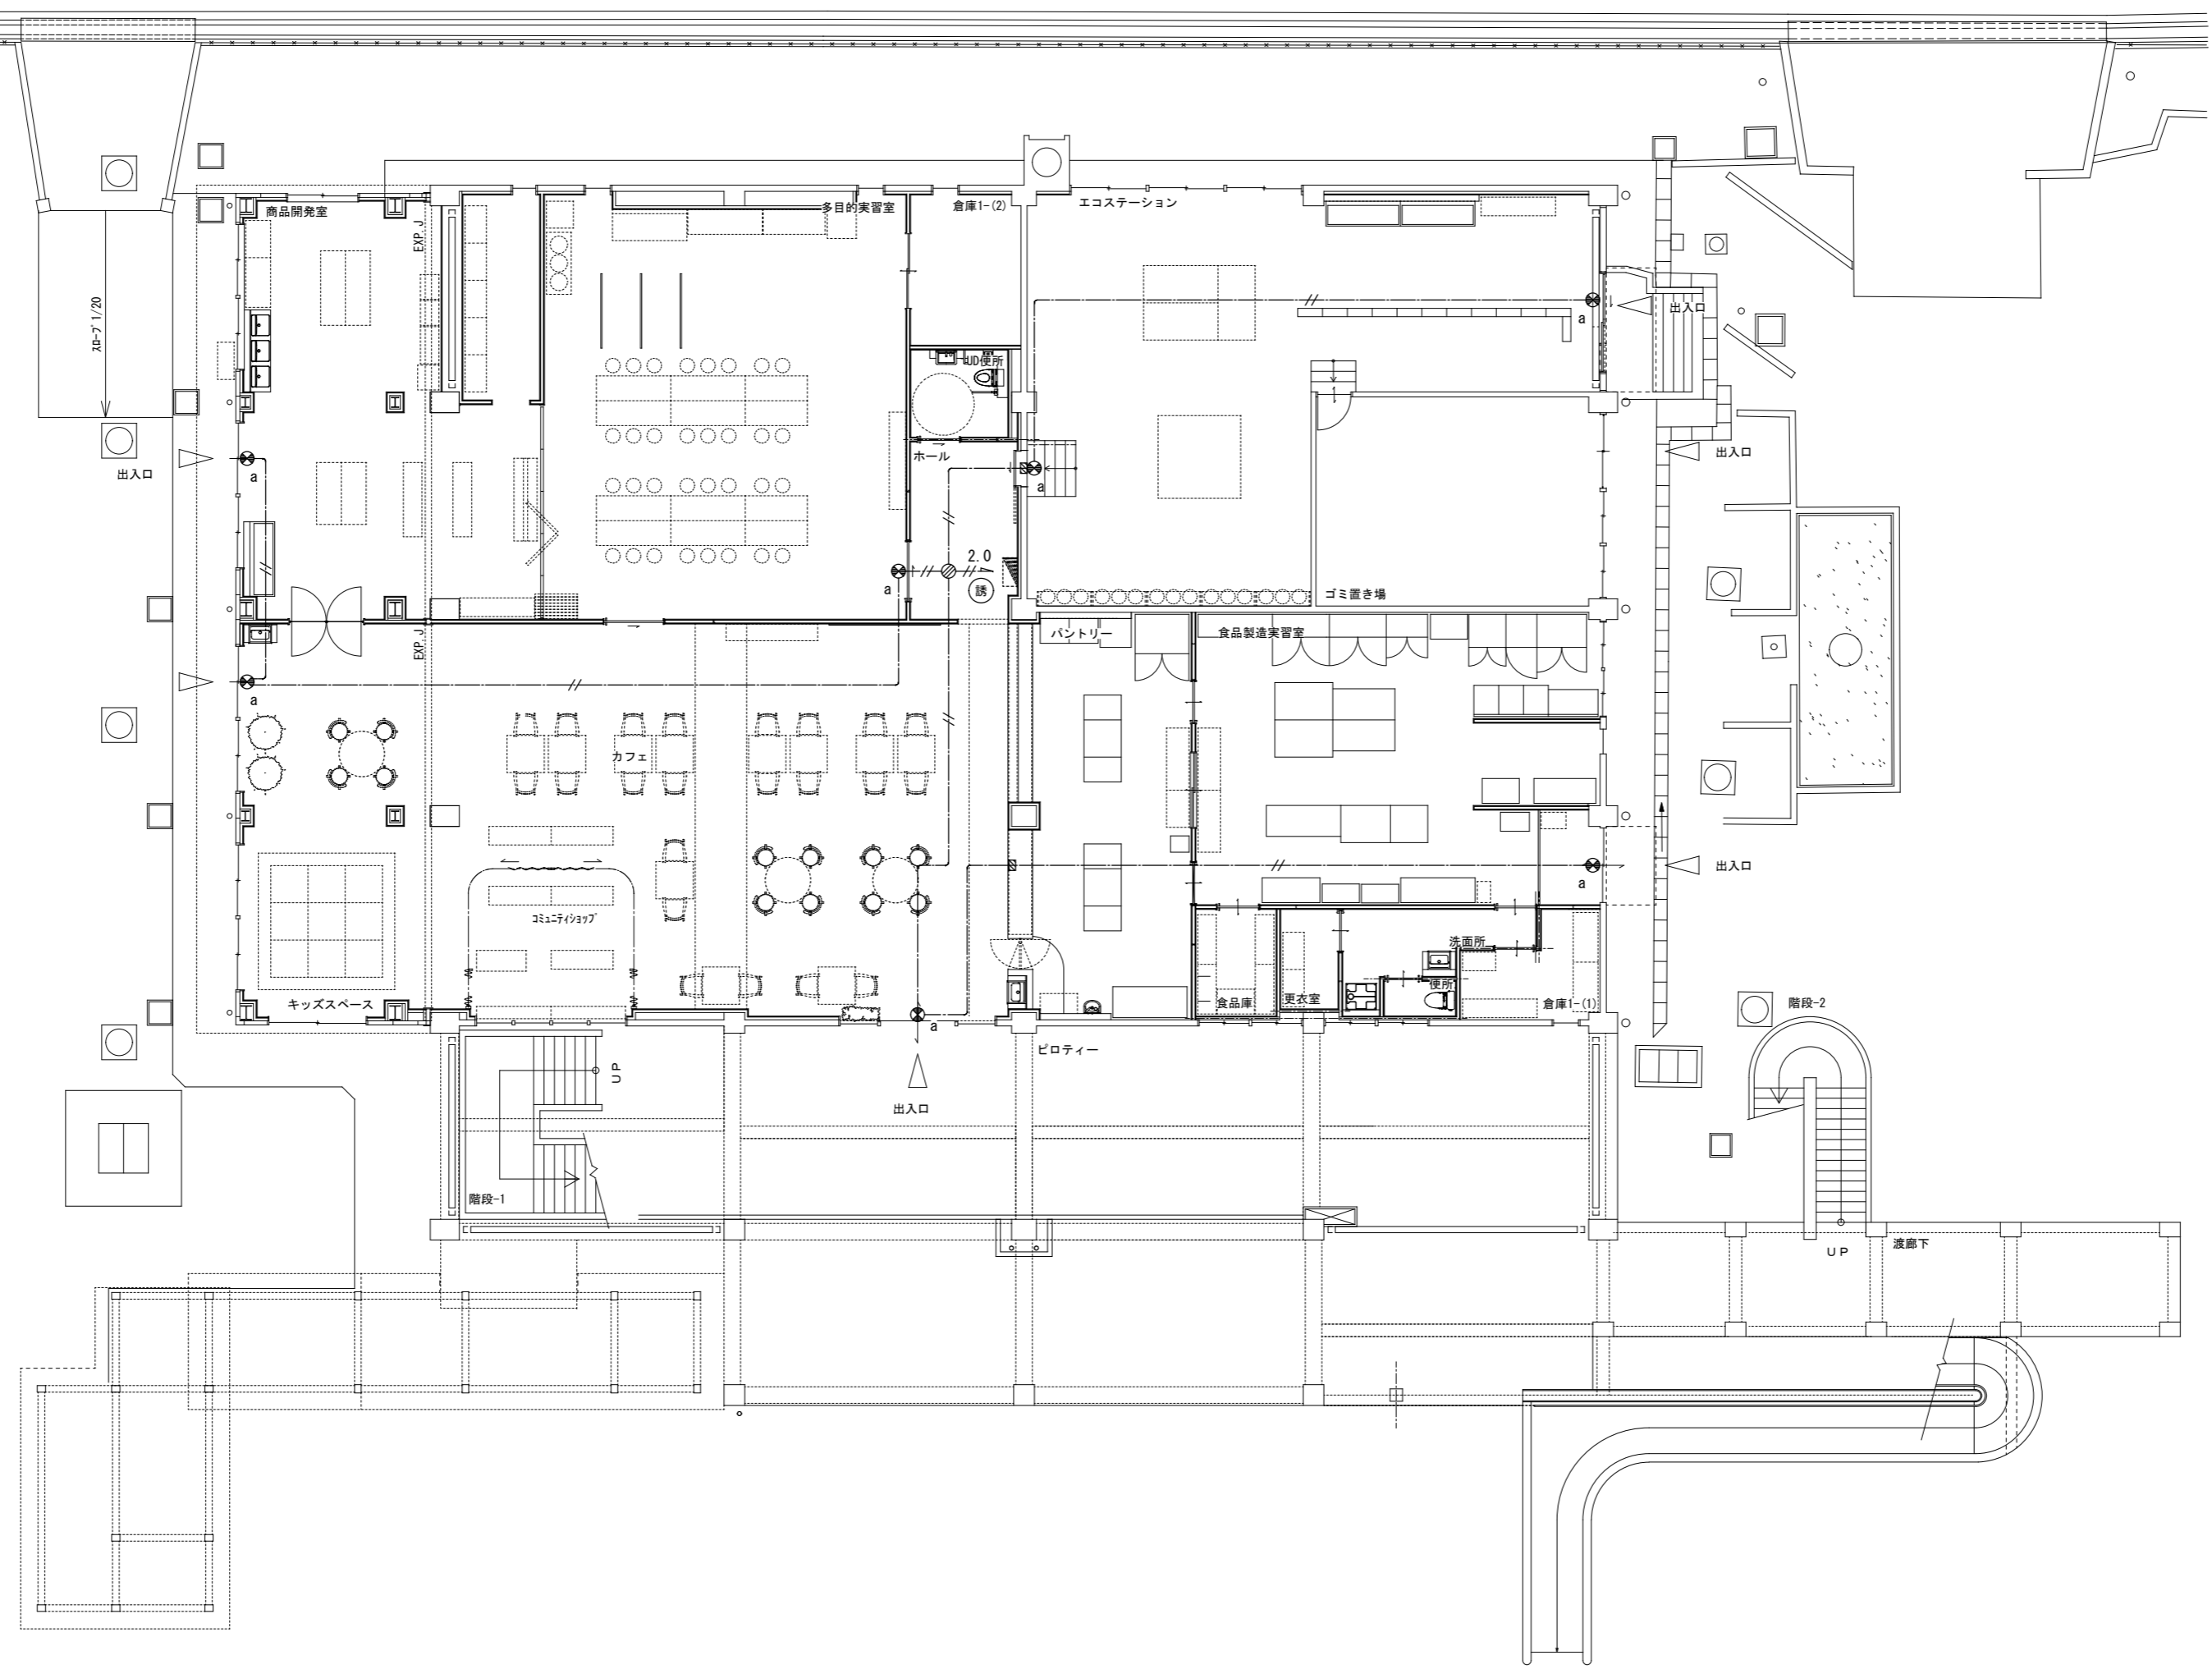 商品開発室
EXP.J
多目的実習室
倉庫1-(2)
エコステーション
ｽﾛｰﾌﾟ1/20
出入口
a
UD便所
出入口
a
ホール
a
出入口
2.0
誘
a
ゴミ置き場
EXP.J
パントリー
食品製造実習室
a
カフェ
出入口
a
ｺﾐｭﾆﾃｨｼｮｯﾌﾟ
洗面所
便所
キッズスペース
食品庫
更衣室
倉庫1-(1)
階段-2
a
ピロティー
UP
出入口
階段-1
UP
渡廊下